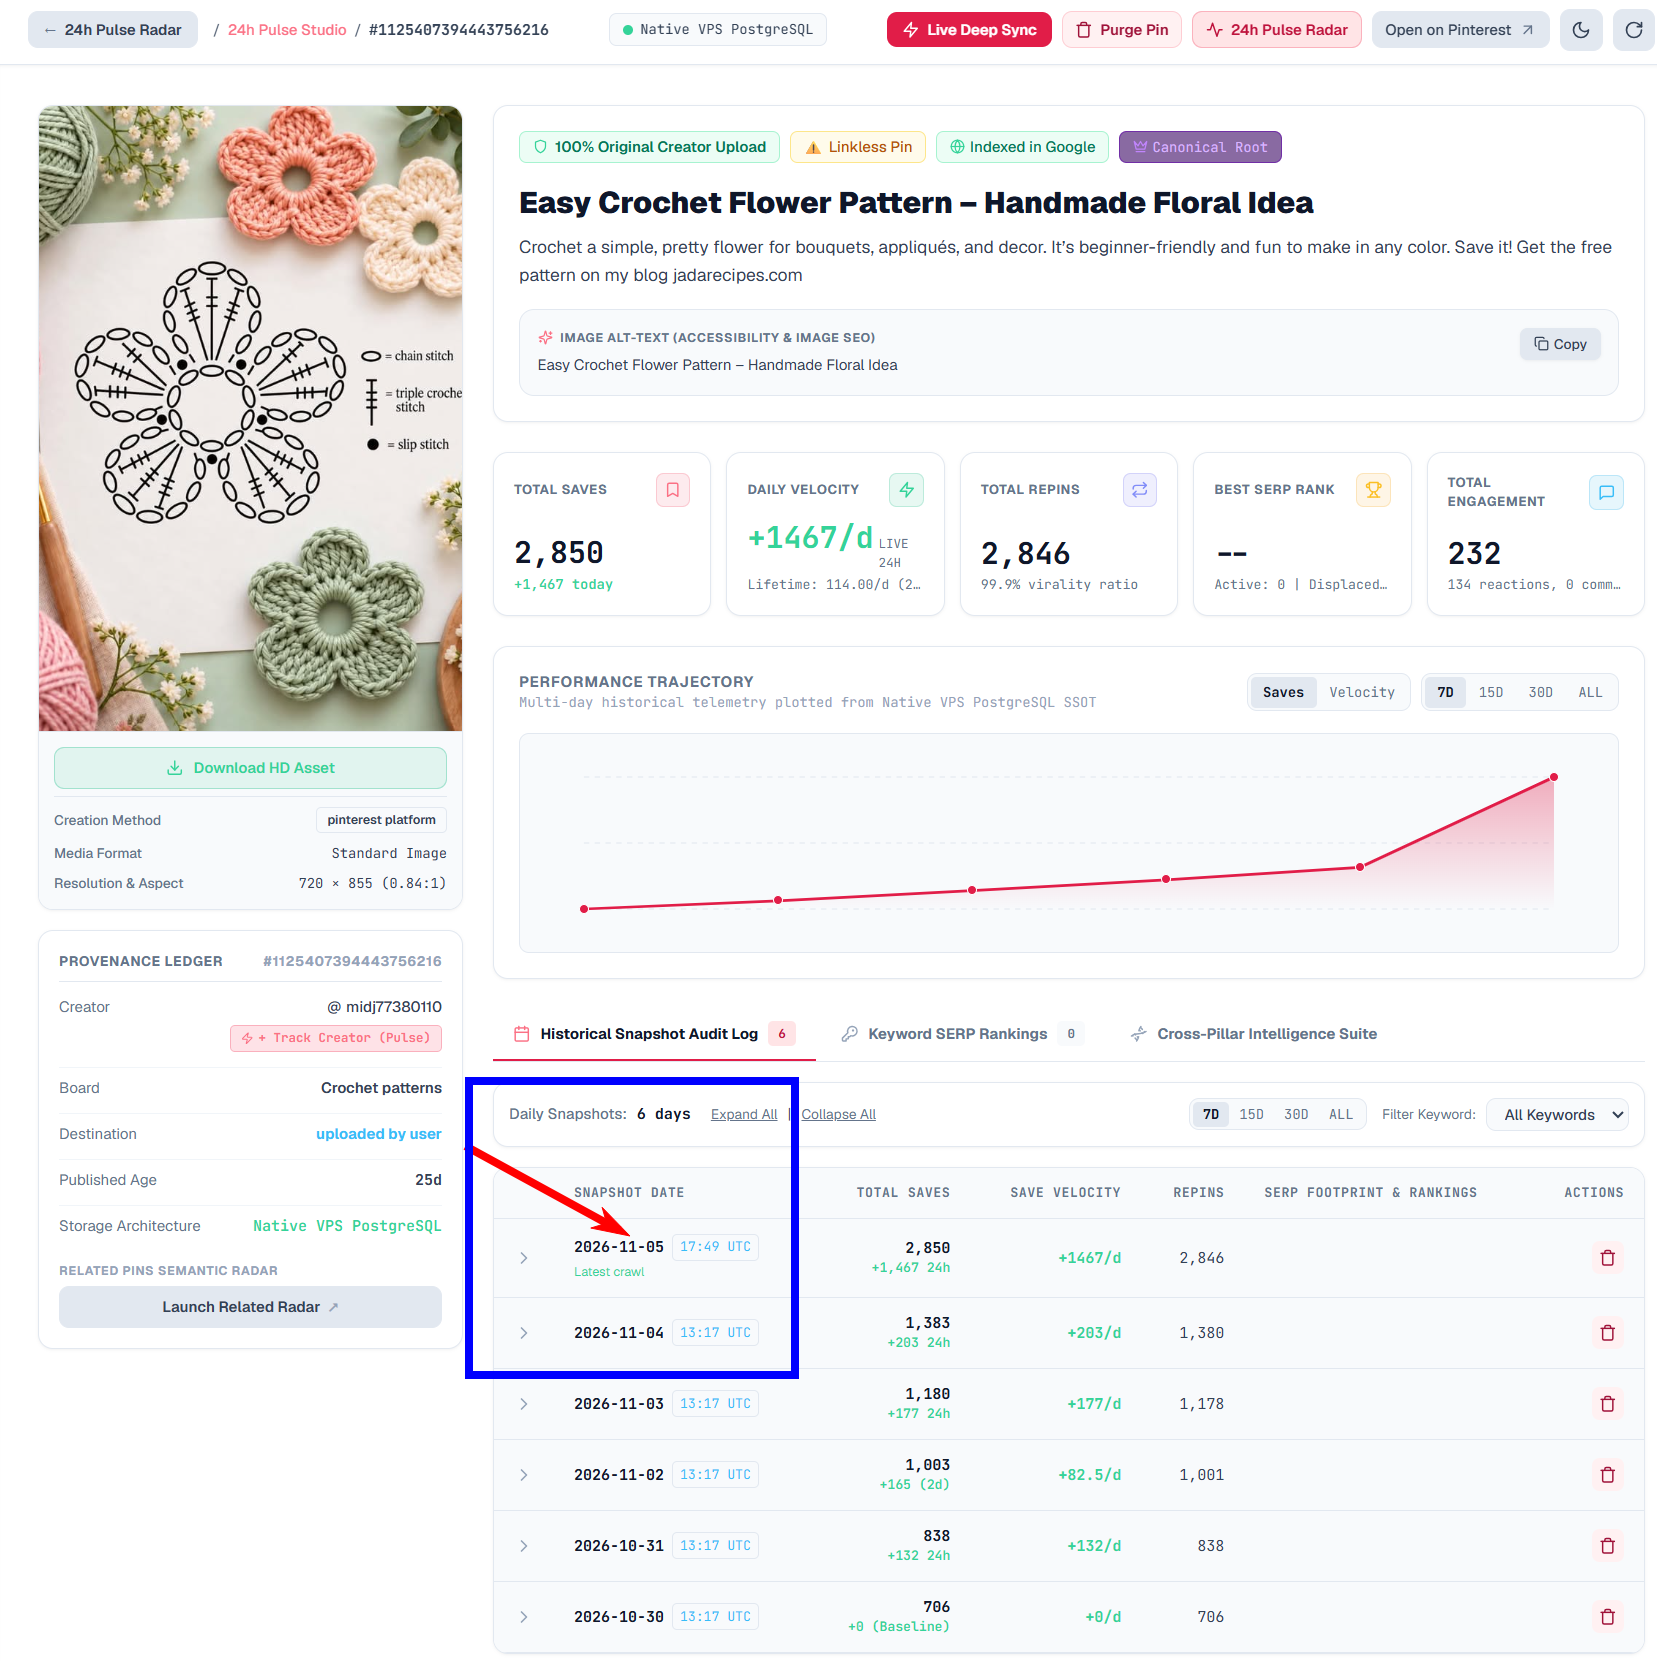 ← 24h Pulse Radar / 24h Pulse Studio / #1125407394443756216
Native VPS PostgreSQL
Live Deep Sync
Purge Pin
24h Pulse Radar
Open on Pinterest ↗
= chain stitch
= triple croche
stitch
= slip stitch
Download HD Asset
Creation Method pinterest platform
Media Format Standard Image
Resolution & Aspect 720 × 855 (0.84:1)
PROVENANCE LEDGER #1125407394443756216
Creator @ midj77380110
+ Track Creator (Pulse)
Board Crochet patterns
Destination uploaded by user
Published Age 25d
Storage Architecture Native VPS PostgreSQL
RELATED PINS SEMANTIC RADAR
Launch Related Radar ↗
100% Original Creator Upload
Linkless Pin
Indexed in Google
Canonical Root
Easy Crochet Flower Pattern – Handmade Floral Idea
Crochet a simple, pretty flower for bouquets, appliqués, and decor. It’s beginner-friendly and fun to make in any color. Save it! Get the free
pattern on my blog jadarecipes.com
IMAGE ALT-TEXT (ACCESSIBILITY & IMAGE SEO)
Copy
Easy Crochet Flower Pattern – Handmade Floral Idea
TOTAL SAVES
2,850
+1,467 today
DAILY VELOCITY
+1467/d LIVE
24H
Lifetime: 114.00/d (2…
TOTAL REPINS
2,846
99.9% virality ratio
BEST SERP RANK
--
Active: 0 | Displaced…
TOTAL
ENGAGEMENT
232
134 reactions, 0 comm…
PERFORMANCE TRAJECTORY
Multi-day historical telemetry plotted from Native VPS PostgreSQL SSOT
Saves Velocity
7D 15D 30D ALL
Historical Snapshot Audit Log 6
Keyword SERP Rankings 0
Cross-Pillar Intelligence Suite
Daily Snapshots: 6 days Expand All | Collapse All
7D 15D 30D ALL
Filter Keyword: All Keywords
SNAPSHOT DATE TOTAL SAVES SAVE VELOCITY REPINS SERP FOOTPRINT & RANKINGS ACTIONS
2026-11-05 17:49 UTC 2,850 +1467/d 2,846
Latest crawl +1,467 24h
2026-11-04 13:17 UTC 1,383 +203/d 1,380
+203 24h
2026-11-03 13:17 UTC 1,180 +177/d 1,178
+177 24h
2026-11-02 13:17 UTC 1,003 +82.5/d 1,001
+165 (2d)
2026-10-31 13:17 UTC 838 +132/d 838
+132 24h
2026-10-30 13:17 UTC 706 +0/d 706
+0 (Baseline)